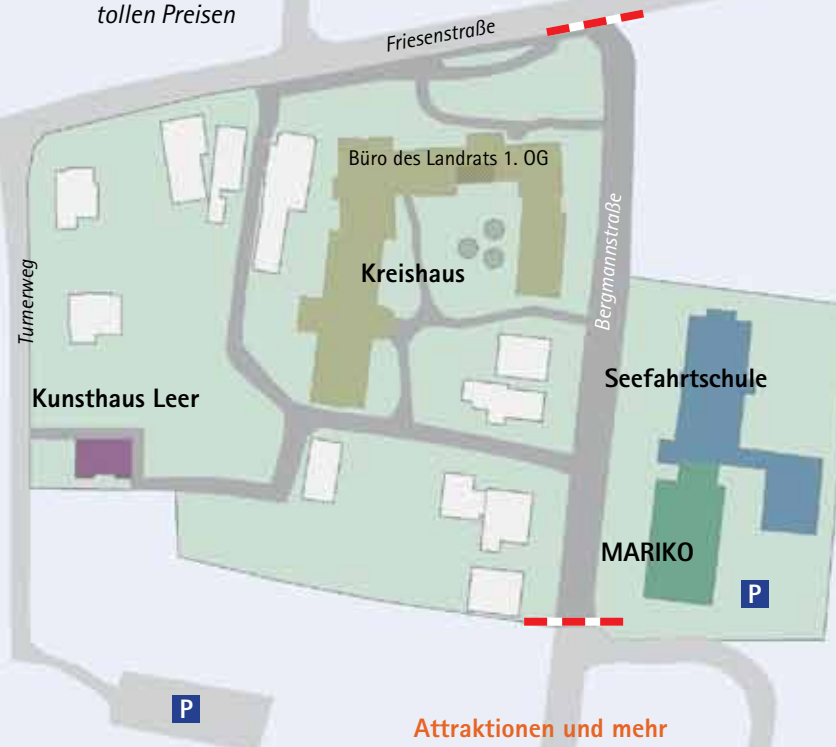 tollen Preisen
Friesenstraße
Büro des Landrats 1. OG
Kreishaus
Bergmannstraße
Turnerweg
Seefahrtschule
Kunsthaus Leer
MARIKO
P
P
Attraktionen und mehr